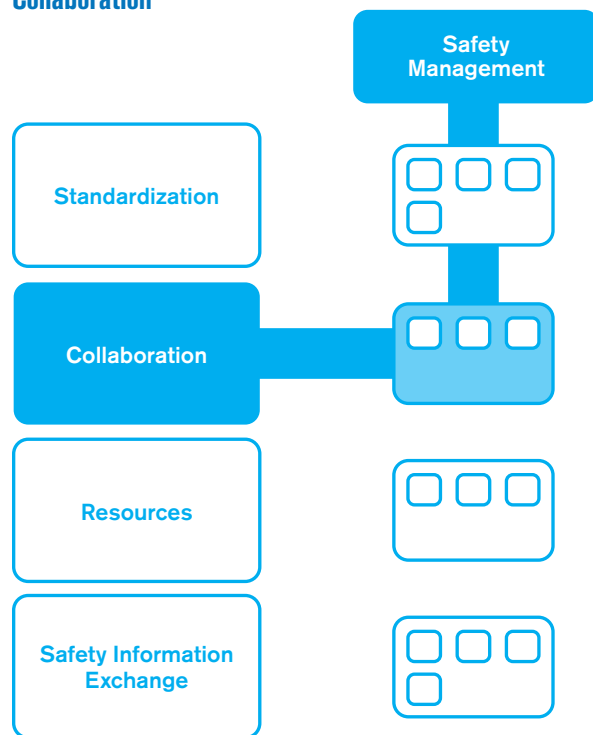 Collaboration
Safety
Management
Standardization
Collaboration
Resources
Safety Information
Exchange